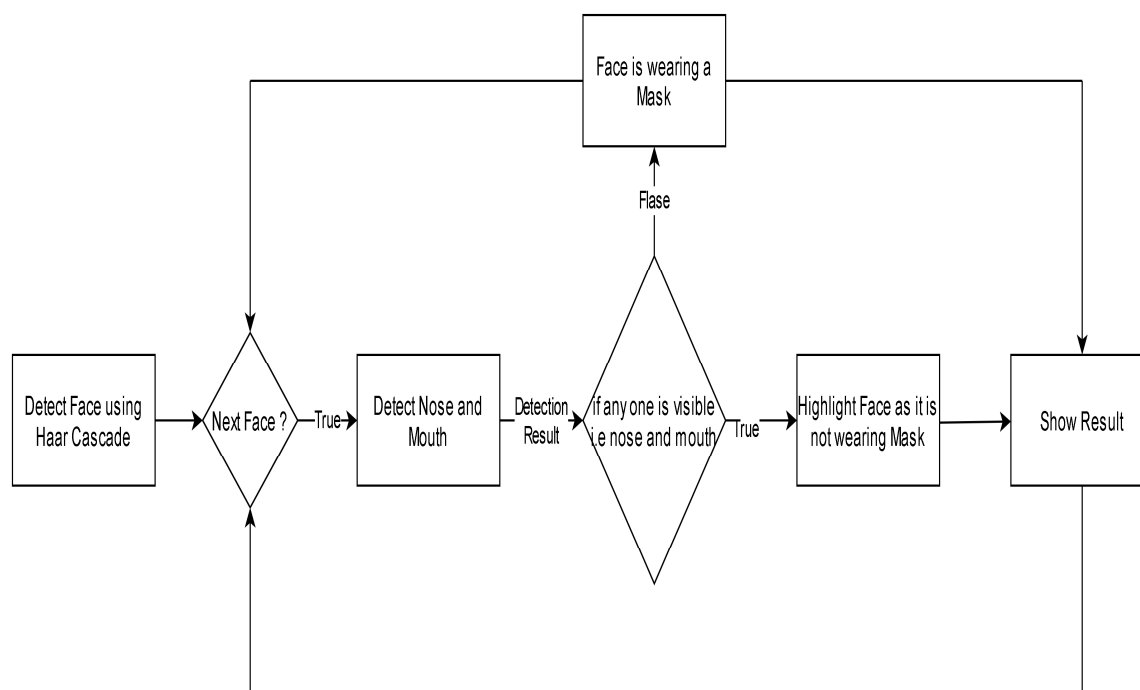 Face is wearing a
Mask
Flase
Detect Face using
Haar Cascade
Next Face ?
True
Detect Nose and
Mouth
Detection
Result
if any one is visible
i.e nose and mouth
True
Highlight Face as it is
not wearing Mask
Show Result